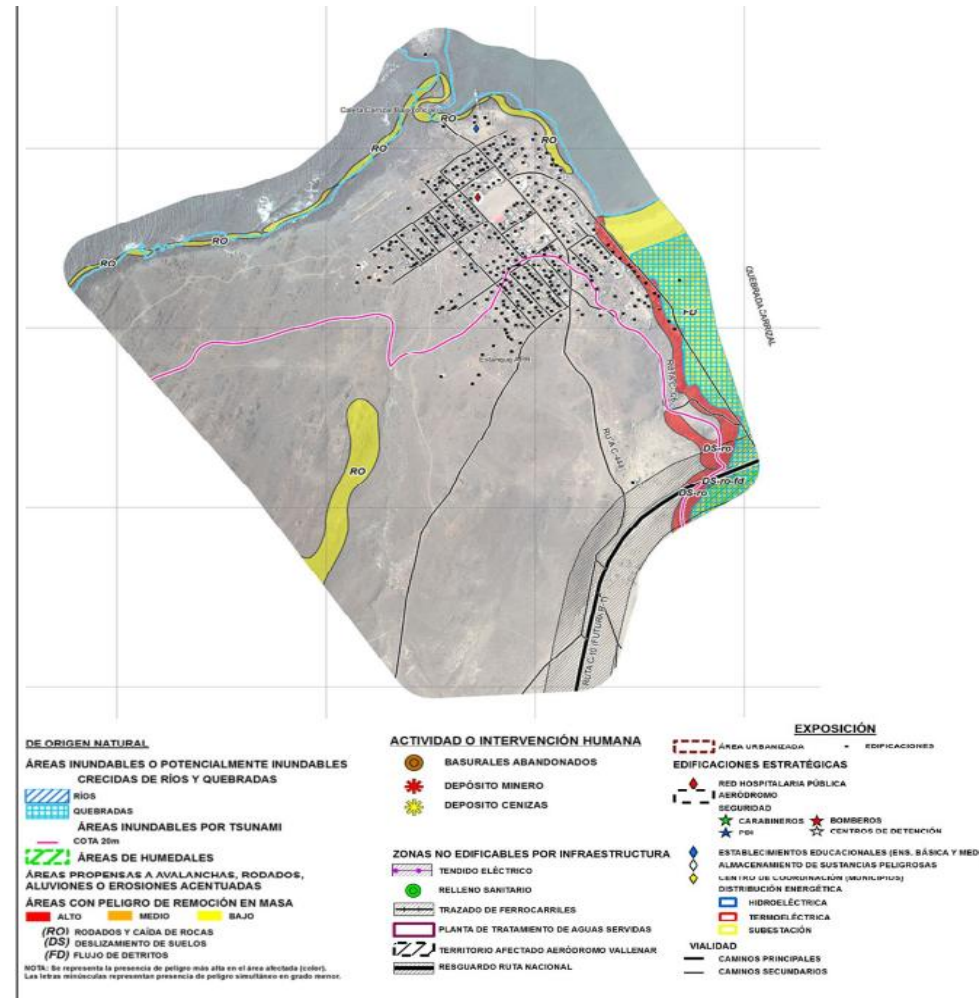 Caleta Carrizal Bajo
RO
RO
RO
RO
RO
QUEBRADA CARRIZAL
FD
Estanque APR
RUTA C-440
DS-ro
DS-ro-fd
DS-ro
RO
RUTA C-10 (FUTURA R-1)
DE ORIGEN NATURAL
ÁREAS INUNDABLES O POTENCIALMENTE INUNDABLES
CRECIDAS DE RÍOS Y QUEBRADAS
RÍOS
QUEBRADAS
ÁREAS INUNDABLES POR TSUNAMI
COTA 20m
ÁREAS DE HUMEDALES
ÁREAS PROPENSAS A AVALANCHAS, RODADOS,
ALUVIONES O EROSIONES ACENTUADAS
ÁREAS CON PELIGRO DE REMOCIÓN EN MASA
ALTO MEDIO BAJO
(RO) RODADOS Y CAÍDA DE ROCAS
(DS) DESLIZAMIENTO DE SUELOS
(FD) FLUJO DE DETRITOS
NOTA: Se representa la presencia de peligro más alta en el área afectada (color).
Las letras minúsculas representan presencia de peligro simultáneo en grado menor.
ACTIVIDAD O INTERVENCIÓN HUMANA
BASURALES ABANDONADOS
DEPÓSITO MINERO
DEPOSITO CENIZAS
ZONAS NO EDIFICABLES POR INFRAESTRUCTURA
TENDIDO ELÉCTRICO
RELLENO SANITARIO
TRAZADO DE FERROCARRILES
PLANTA DE TRATAMIENTO DE AGUAS SERVIDAS
TERRITORIO AFECTADO AERÓDROMO VALLENAR
RESGUARDO RUTA NACIONAL
EXPOSICIÓN
ÁREA URBANIZADA EDIFICACIONES
EDIFICACIONES ESTRATÉGICAS
RED HOSPITALARIA PÚBLICA
AERÓDROMO
SEGURIDAD
CARABINEROS BOMBEROS
PDI CENTROS DE DETENCIÓN
ESTABLECIMIENTOS EDUCACIONALES (ENS. BÁSICA Y MED
ALMACENAMIENTO DE SUSTANCIAS PELIGROSAS
CENTRO DE COORDINACIÓN (MUNICIPIOS)
DISTRIBUCIÓN ENERGÉTICA
HIDROELÉCTRICA
TERMOELÉCTRICA
SUBESTACIÓN
VIALIDAD
CAMINOS PRINCIPALES
CAMINOS SECUNDARIOS